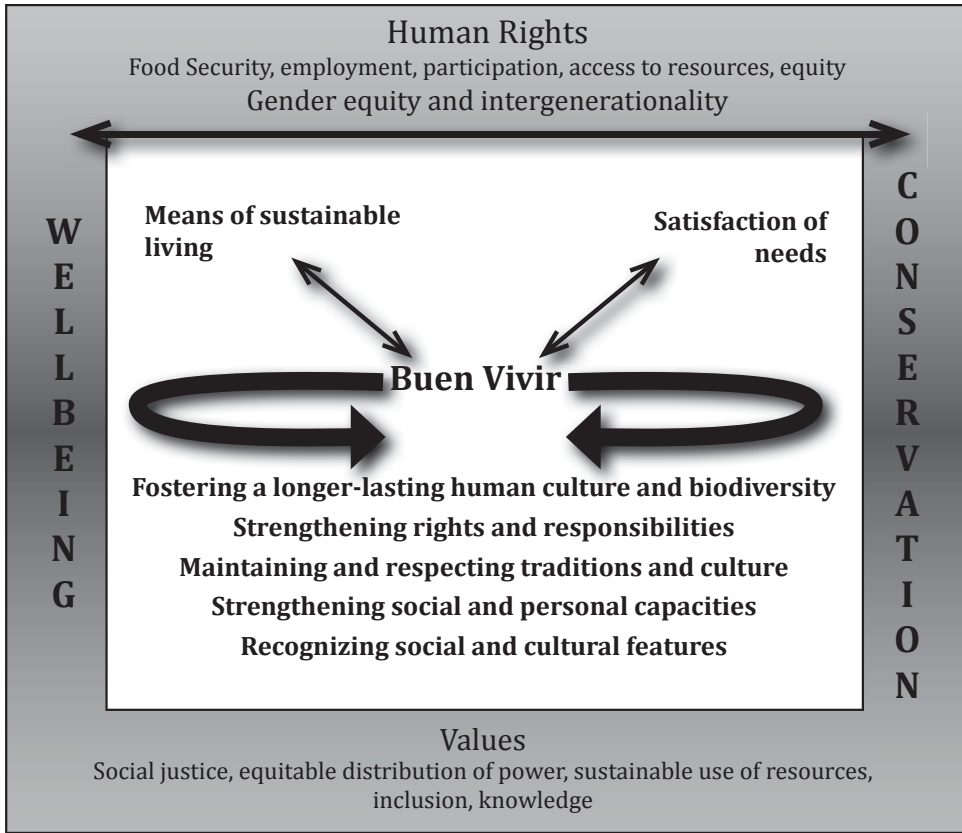 Human Rights
Food Security, employment, participation, access to resources, equity
Gender equity and intergenerationality
WELLBEING
CONSERVATION
Means of sustainable
living
Satisfaction of
needs
Buen Vivir
Fostering a longer-lasting human culture and biodiversity
Strengthening rights and responsibilities
Maintaining and respecting traditions and culture
Strengthening social and personal capacities
Recognizing social and cultural features
Values
Social justice, equitable distribution of power, sustainable use of resources,
inclusion, knowledge